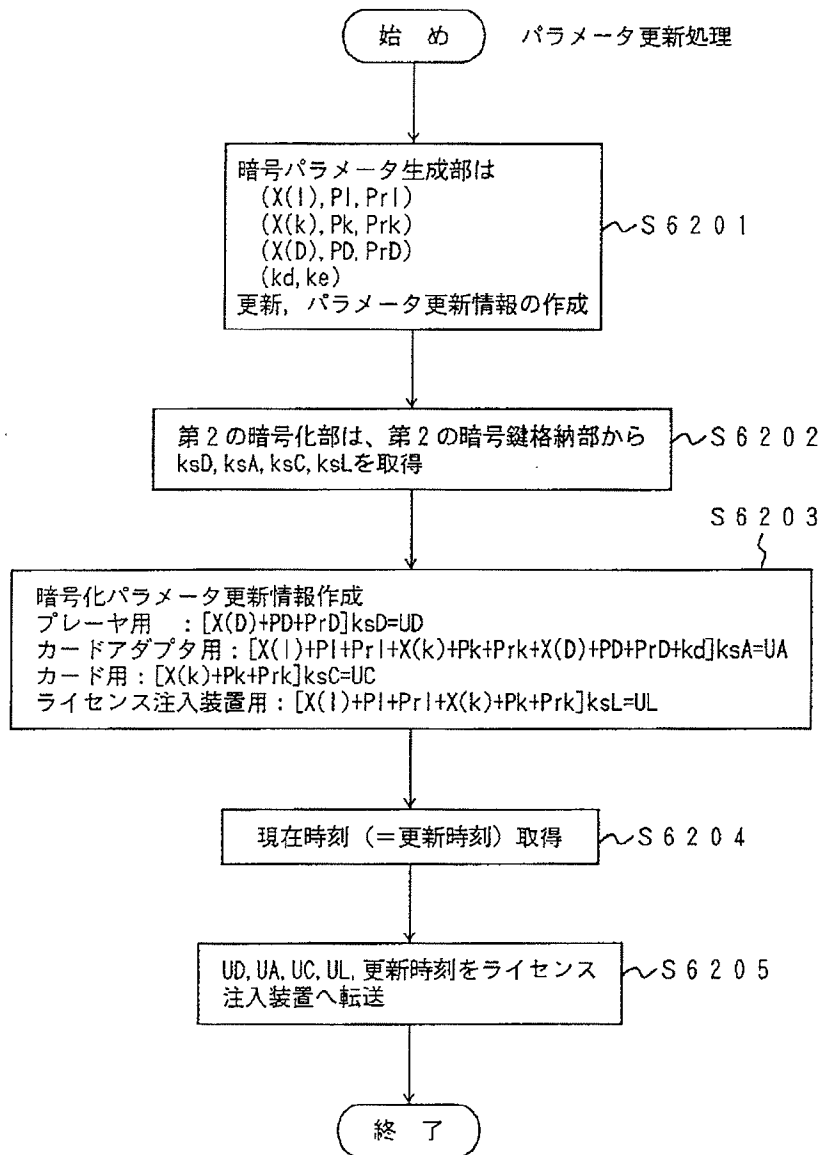 始 め
パラメータ更新処理
暗号パラメータ生成部は
(X(l),Pl,Prl)
(X(k),Pk,Prk)
(X(D),PD,PrD)
(kd,ke)
更新,パラメータ更新情報の作成
S6201
第2の暗号化部は、第2の暗号鍵格納部から
ksD,ksA,ksC,ksLを取得
S6202
S6203
暗号化パラメータ更新情報作成
プレーヤ用 :[X(D)+PD+PrD]ksD=UD
カードアダプタ用:[X(l)+Pl+Prl+X(k)+Pk+Prk+X(D)+PD+PrD+kd]ksA=UA
カード用:[X(k)+Pk+Prk]ksC=UC
ライセンス注入装置用:[X(l)+Pl+Prl+X(k)+Pk+Prk]ksL=UL
現在時刻(=更新時刻)取得
S6204
UD,UA,UC,UL,更新時刻をライセンス
注入装置へ転送
S6205
終 了